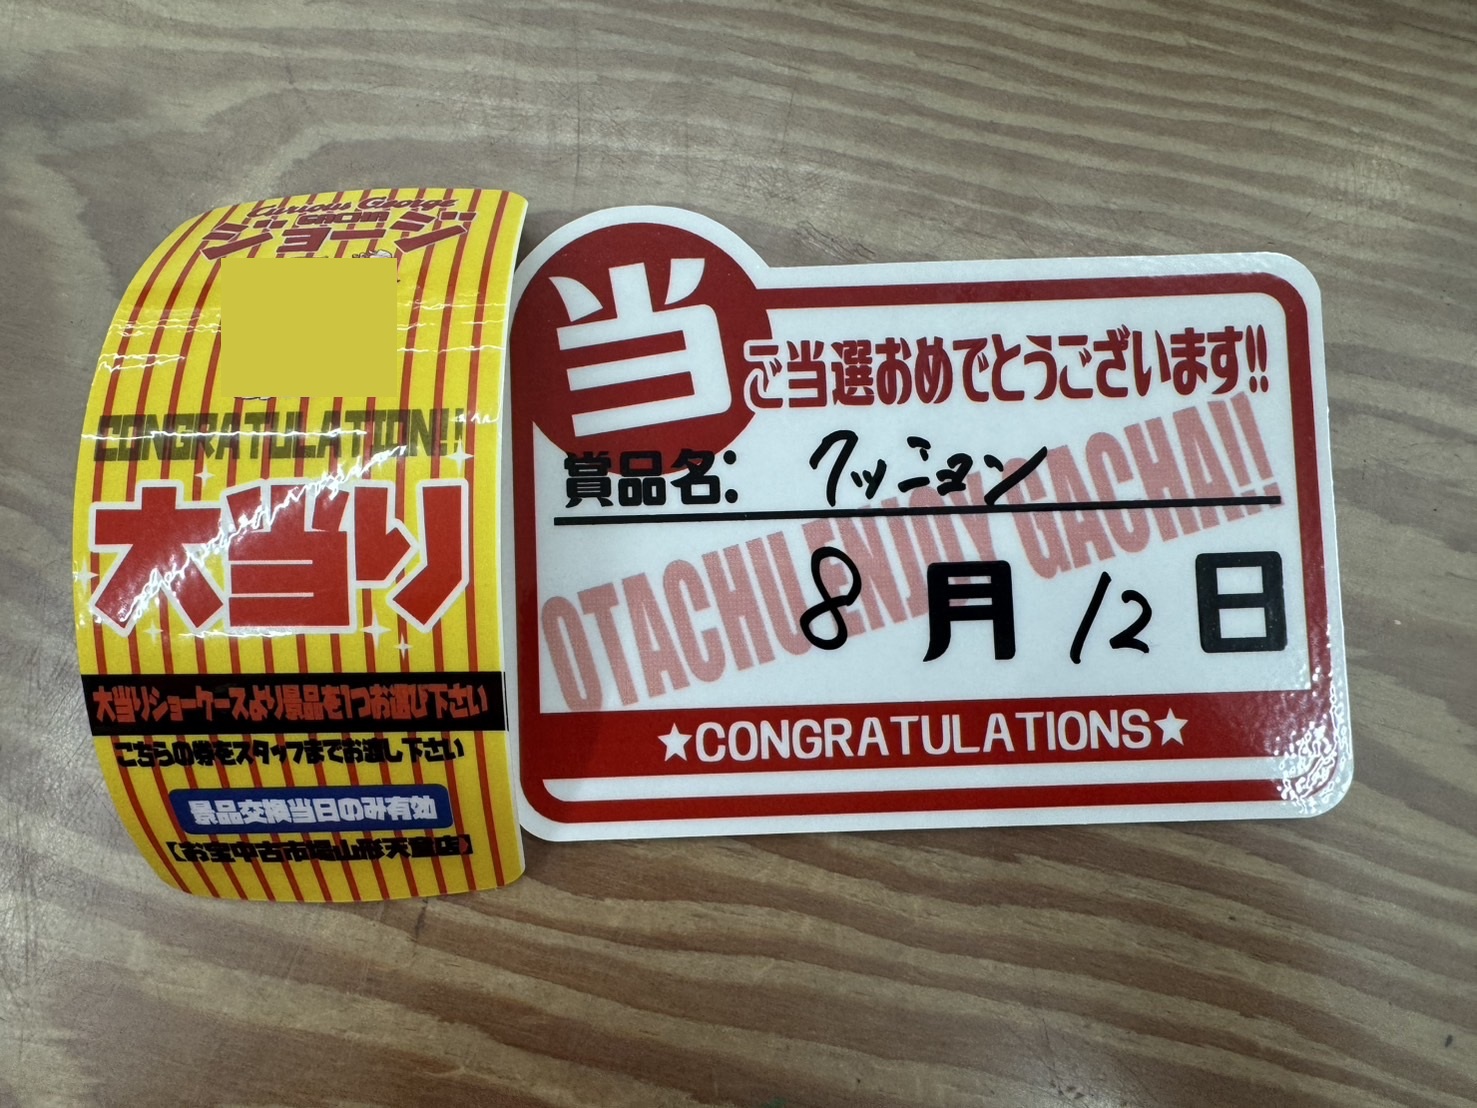 Curious George
ジョージ
CONGRATULATION!!
大当り
大当りショーケースより景品を1つお選び下さい
こちらの券をスタッフまでお渡し下さい
景品交換当日のみ有効
【お宝中古市場山形天童店】
当
ご当選おめでとうございます!!
賞品名: クッション
OTACHU ENJOY GACHA!!
8月12日
★CONGRATULATIONS★